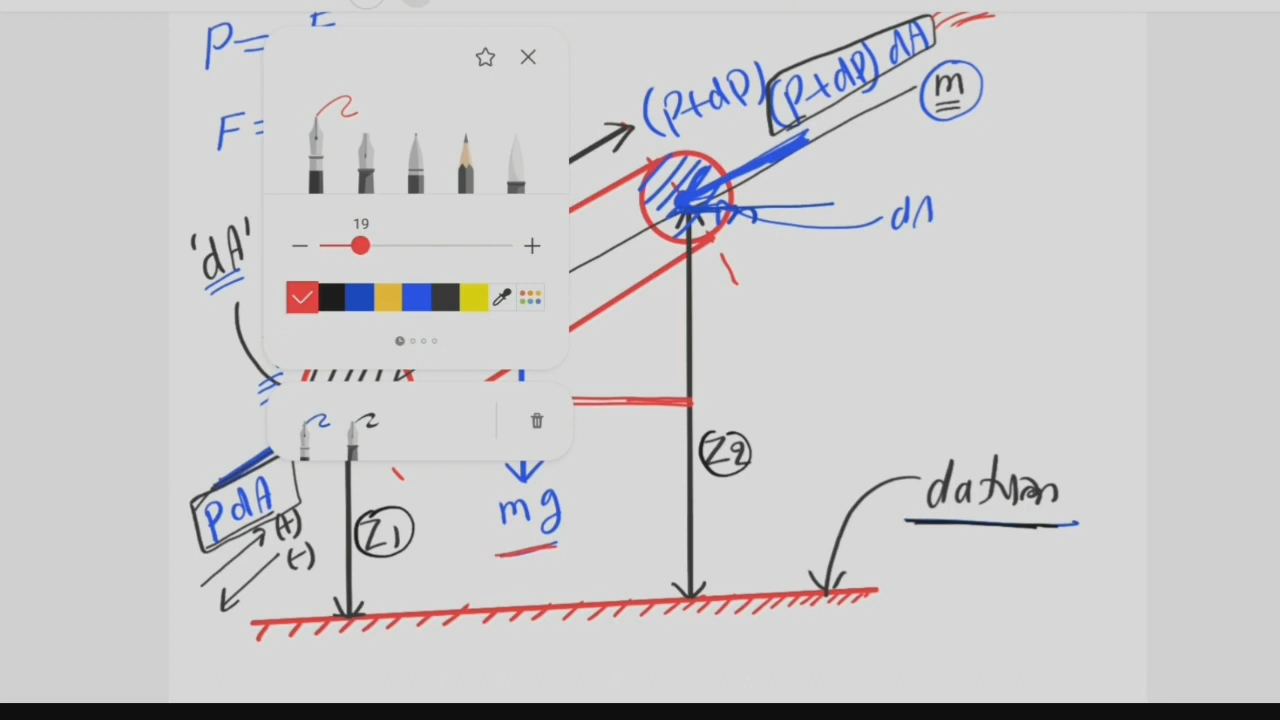 P=
F=
(P+dP)
(P+dP) dA
m
dA
'dA'
19
PdA
(+)
(-)
Z1
mg
Z2
datum